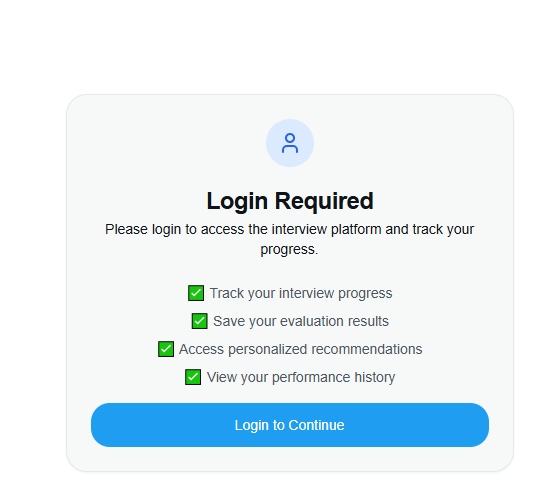 Login Required
Please login to access the interview platform and track your
progress.
✅ Track your interview progress
✅ Save your evaluation results
✅ Access personalized recommendations
✅ View your performance history
Login to Continue